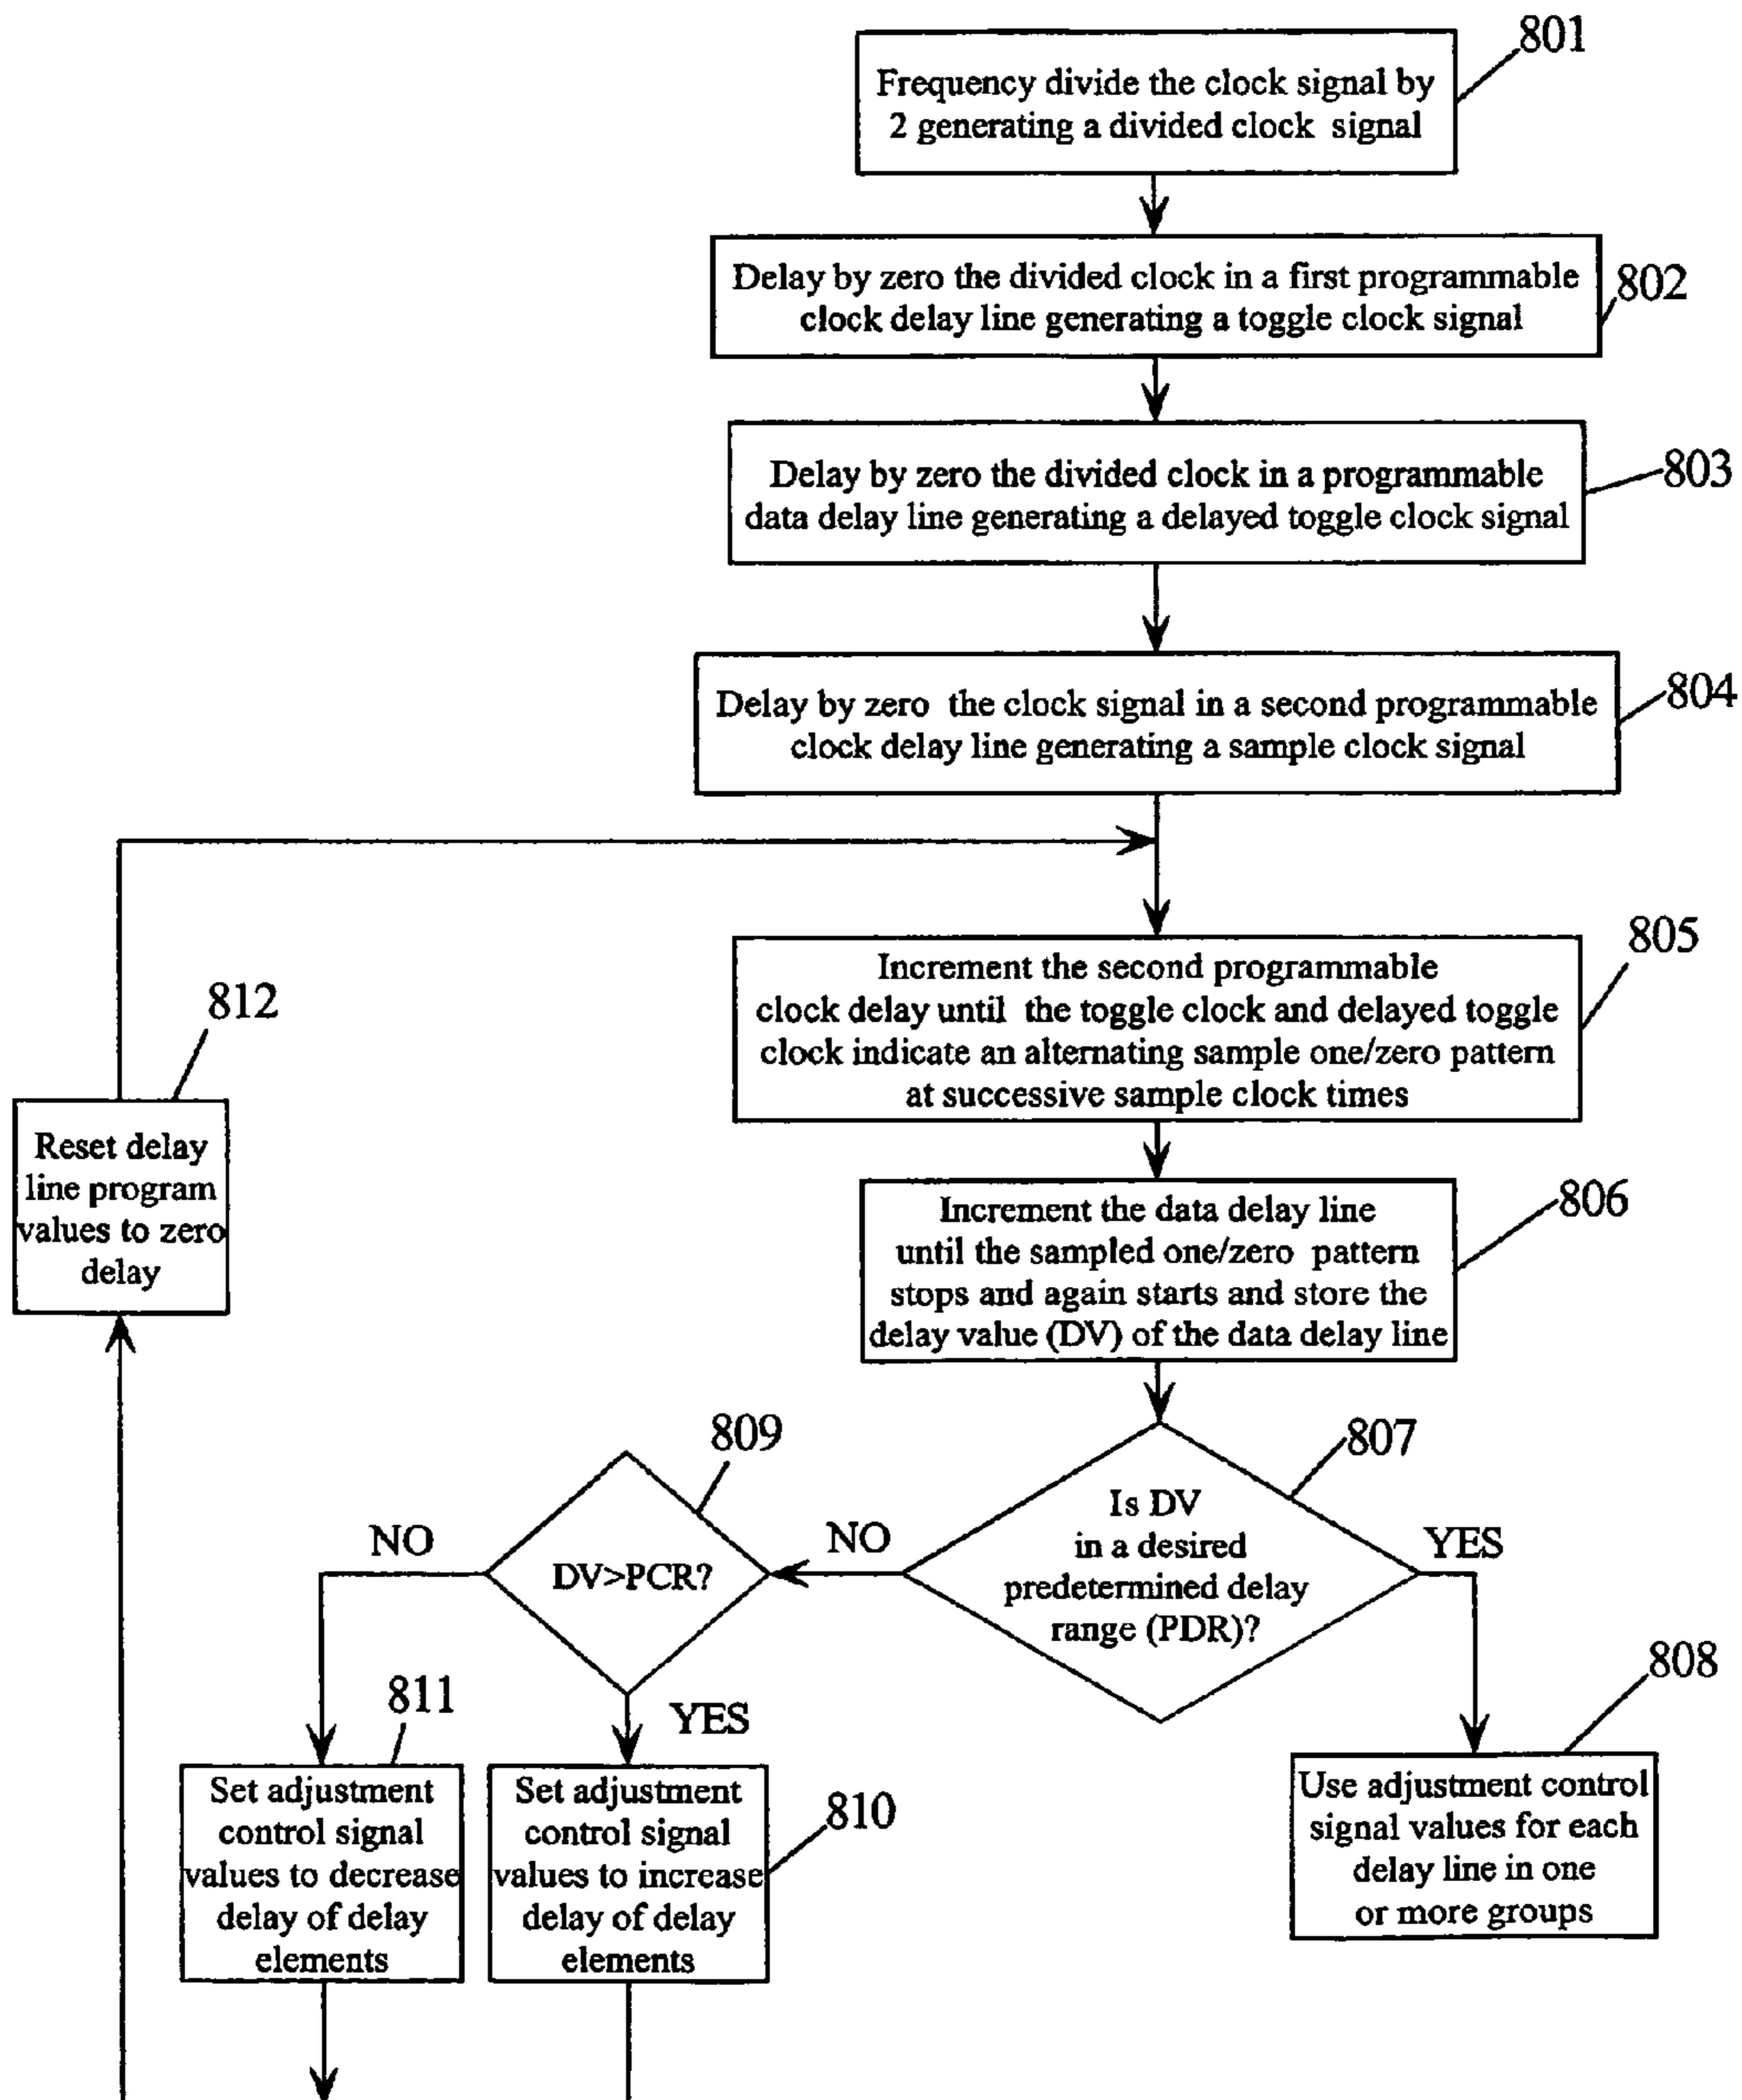 801
Frequency divide the clock signal by
2 generating a divided clock signal
802
Delay by zero the divided clock in a first programmable
clock delay line generating a toggle clock signal
803
Delay by zero the divided clock in a programmable
data delay line generating a delayed toggle clock signal
804
Delay by zero the clock signal in a second programmable
clock delay line generating a sample clock signal
805
Increment the second programmable
clock delay until the toggle clock and delayed toggle
clock indicate an alternating sample one/zero pattern
at successive sample clock times
812
Reset delay
line program
values to zero
delay
806
Increment the data delay line
until the sampled one/zero pattern
stops and again starts and store the
delay value (DV) of the data delay line
807
Is DV
in a desired
predetermined delay
range (PDR)?
NO
YES
809
DV>PCR?
NO
YES
808
Use adjustment control
signal values for each
delay line in one
or more groups
811
Set adjustment
control signal
values to decrease
delay of delay
elements
810
Set adjustment
control signal
values to increase
delay of delay
elements